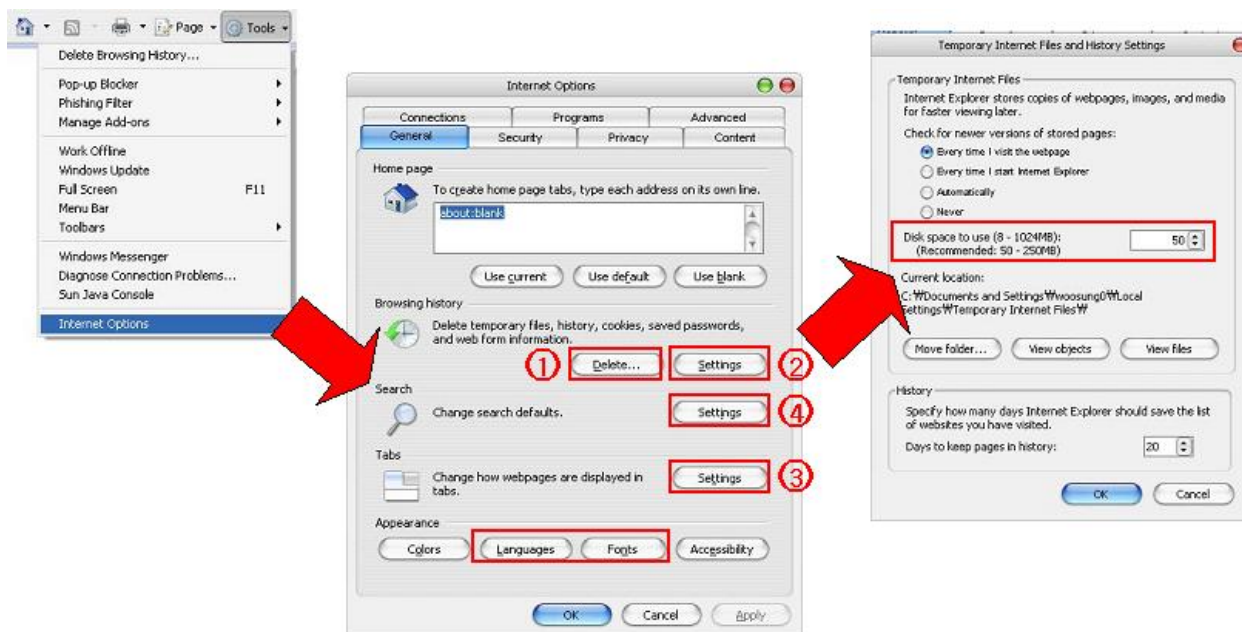 Page
Tools
Delete Browsing History...
Pop-up Blocker
Phishing Filter
Manage Add-ons
Work Offline
Windows Update
Full Screen F11
Menu Bar
Toolbars
Windows Messenger
Diagnose Connection Problems...
Sun Java Console
Internet Options
Internet Options
Connections Programs Advanced
General Security Privacy Content
Home page
To create home page tabs, type each address on its own line.
about:blank
Use current Use default Use blank
Browsing history
Delete temporary files, history, cookies, saved passwords,
and web form information.
① Delete... Settings ②
Search
Change search defaults. Settings ④
Tabs
Change how webpages are displayed in
tabs.
Settings ③
Appearance
Colors Languages Fonts Accessibility
OK Cancel Apply
Temporary Internet Files and History Settings
Temporary Internet Files
Internet Explorer stores copies of webpages, images, and media
for faster viewing later.
Check for newer versions of stored pages:
Every time I visit the webpage
Every time I start Internet Explorer
Automatically
Never
Disk space to use (8 - 1024MB): 50
(Recommended: 50 - 250MB)
Current location:
C:₩Documents and Settings₩woosung0₩Local
Settings₩Temporary Internet Files₩
Move folder... View objects View files
History
Specify how many days Internet Explorer should save the list
of websites you have visited.
Days to keep pages in history: 20
OK Cancel